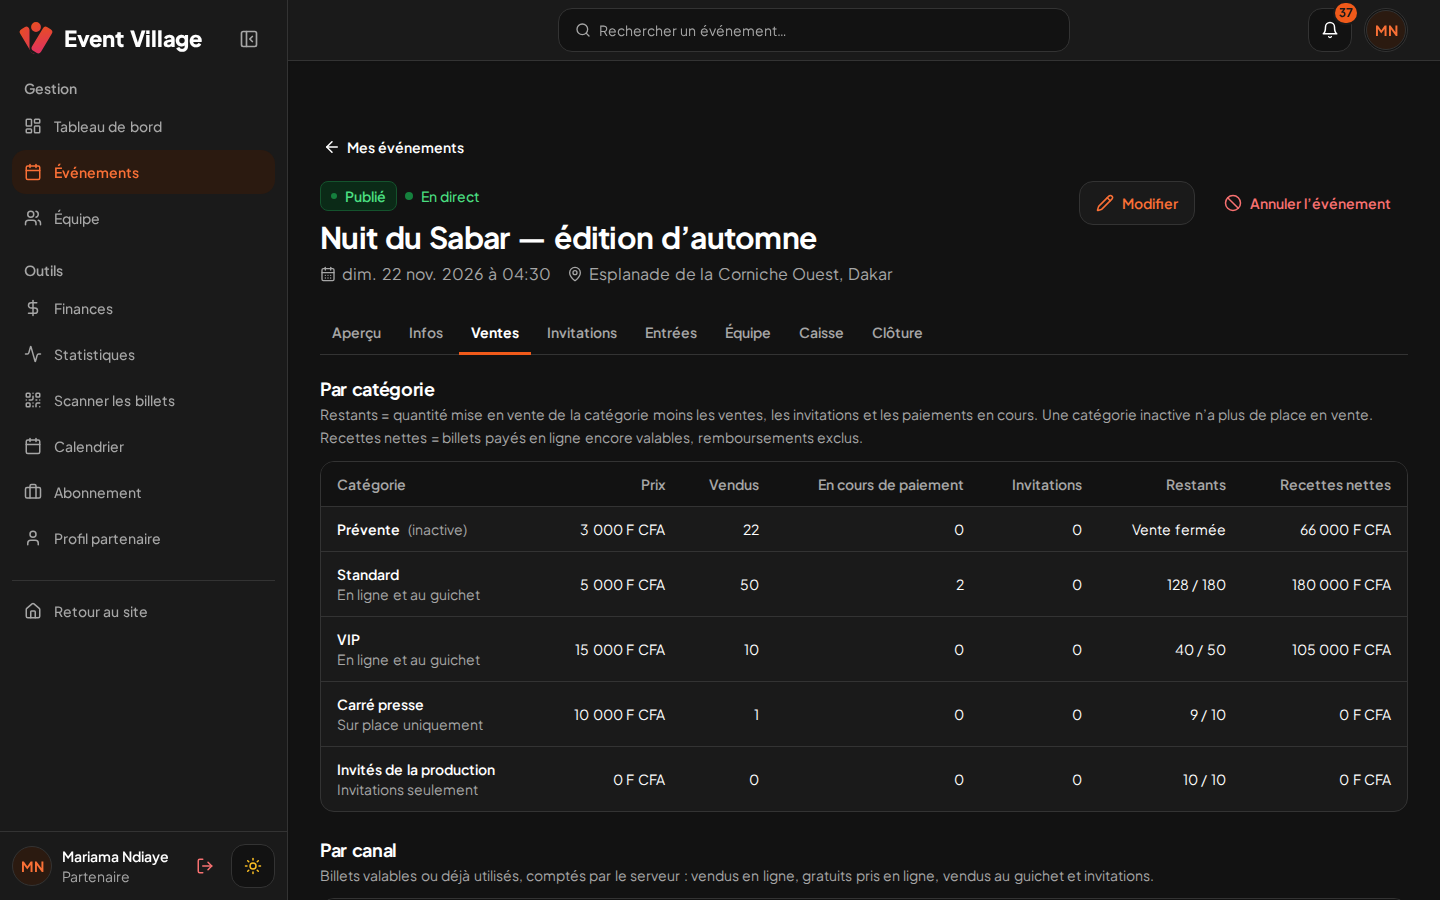 Event Village
Rechercher un événement...
37
MN
Gestion
Tableau de bord
Événements
Équipe
Outils
Finances
Statistiques
Scanner les billets
Calendrier
Abonnement
Profil partenaire
Retour au site
MN
Mariama Ndiaye
Partenaire
Mes événements
Publié
En direct
Modifier
Annuler l’événement
Nuit du Sabar — édition d’automne
dim. 22 nov. 2026 à 04:30 Esplanade de la Corniche Ouest, Dakar
Aperçu Infos Ventes Invitations Entrées Équipe Caisse Clôture
Par catégorie
Restants = quantité mise en vente de la catégorie moins les ventes, les invitations et les paiements en cours. Une catégorie inactive n’a plus de place en vente.
Recettes nettes = billets payés en ligne encore valables, remboursements exclus.
Catégorie Prix Vendus En cours de paiement Invitations Restants Recettes nettes
Prévente (inactive) 3 000 F CFA 22 0 0 Vente fermée 66 000 F CFA
Standard
En ligne et au guichet
5 000 F CFA 50 2 0 128 / 180 180 000 F CFA
VIP
En ligne et au guichet
15 000 F CFA 10 0 0 40 / 50 105 000 F CFA
Carré presse
Sur place uniquement
10 000 F CFA 1 0 0 9 / 10 0 F CFA
Invités de la production
Invitations seulement
0 F CFA 0 0 0 10 / 10 0 F CFA
Par canal
Billets valables ou déjà utilisés, comptés par le serveur : vendus en ligne, gratuits pris en ligne, vendus au guichet et invitations.